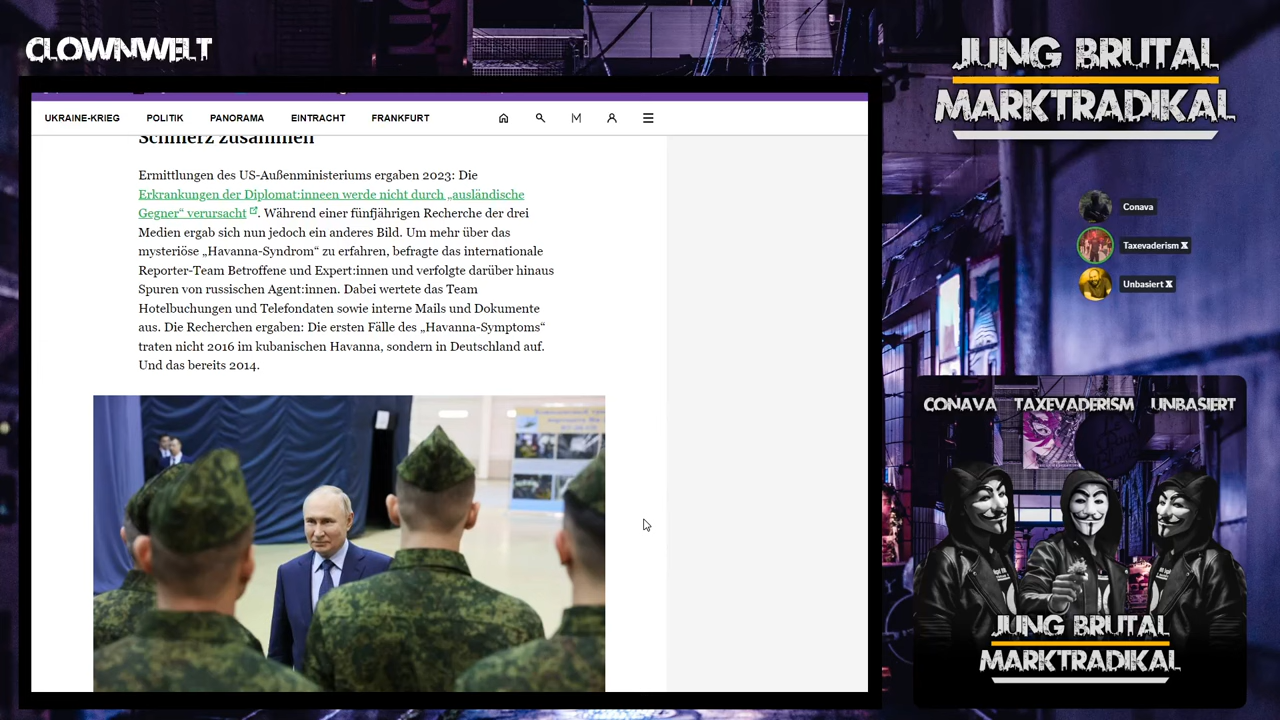 CLOWNWELT
JUNG BRUTAL
MARKTRADIKAL
UKRAINE-KRIEG POLITIK PANORAMA EINTRACHT FRANKFURT
Schmerz zusammen
Ermittlungen des US-Außenministeriums ergaben 2023: Die
Erkrankungen der Diplomat:inneen werde nicht durch „ausländische
Gegner“ verursacht. Während einer fünfjährigen Recherche der drei
Medien ergab sich nun jedoch ein anderes Bild. Um mehr über das
mysteriöse „Havanna-Syndrom“ zu erfahren, befragte das internationale
Reporter-Team Betroffene und Expert:innen und verfolgte darüber hinaus
Spuren von russischen Agent:innen. Dabei wertete das Team
Hotelbuchungen und Telefondaten sowie interne Mails und Dokumente
aus. Die Recherchen ergaben: Die ersten Fälle des „Havanna-Symptoms“
traten nicht 2016 im kubanischen Havanna, sondern in Deutschland auf.
Und das bereits 2014.
Conava
Taxevaderism X
Unbasiert X
CONAVA TAXEVADERISM UNBASIERT
JUNG BRUTAL
MARKTRADIKAL